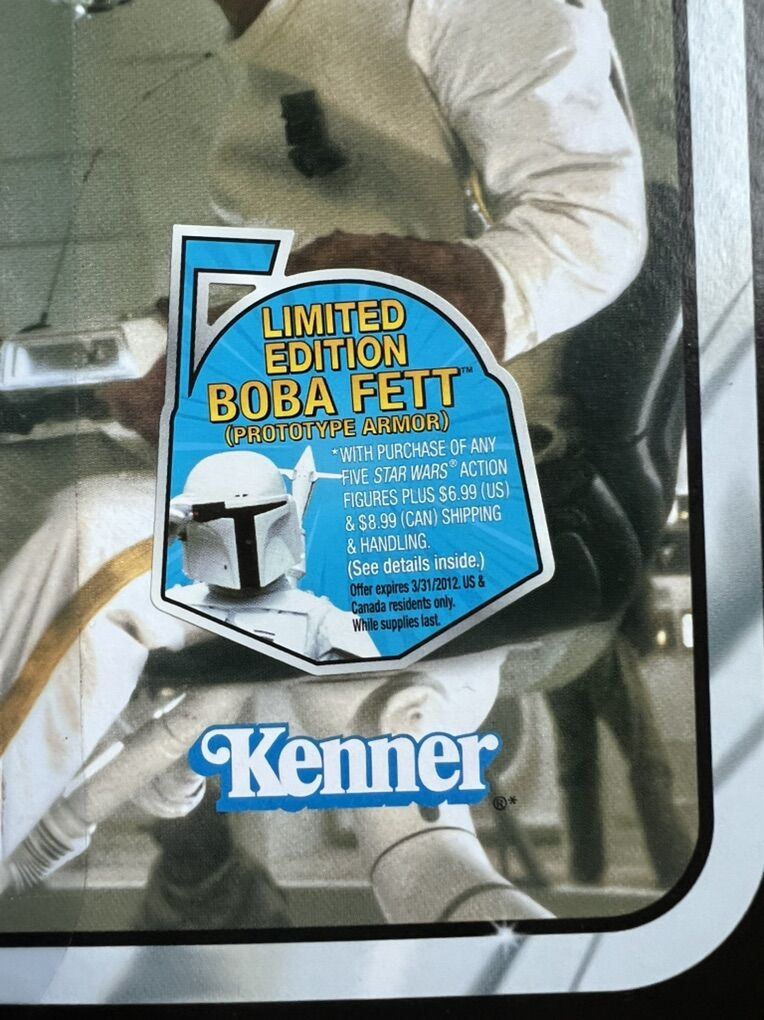 LIMITED
EDITION
BOBA FETT™
(PROTOTYPE ARMOR)
*WITH PURCHASE OF ANY
FIVE STAR WARS® ACTION
FIGURES PLUS $6.99 (US)
& $8.99 (CAN) SHIPPING
& HANDLING.
(See details inside.)
Offer expires 3/31/2012. US &
Canada residents only.
While supplies last.
Kenner
®*